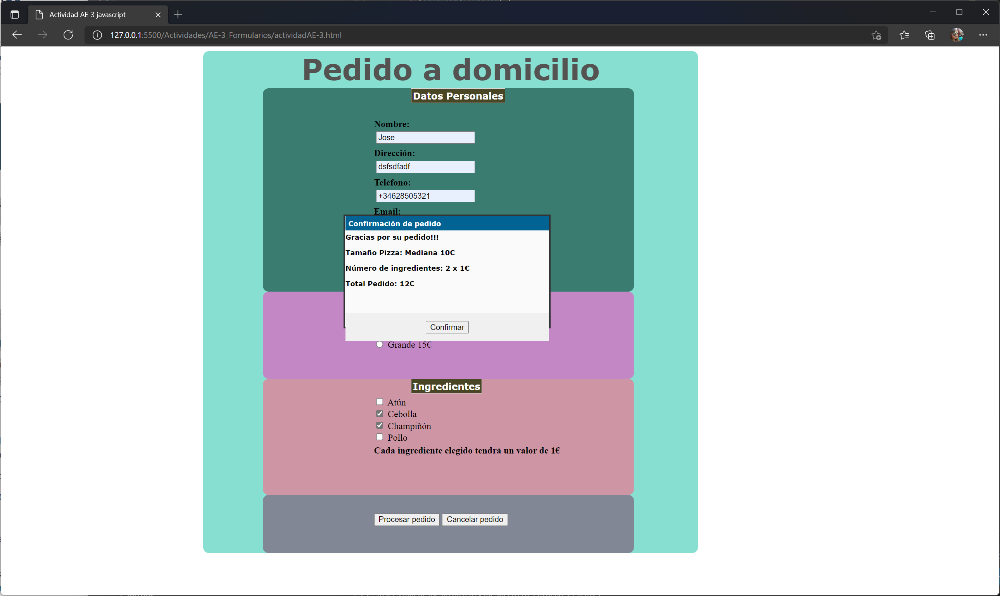 Actividad AE-3 javascript
127.0.0.1:5500/Actividades/AE-3_Formularios/actividadAE-3.html
Pedido a domicilio
Datos Personales
Nombre:
Jose
Dirección:
dsfsdfadf
Teléfono:
+34628505321
Email:
Confirmación de pedido
Gracias por su pedido!!!
Tamaño Pizza: Mediana 10€
Número de ingredientes: 2 x 1€
Total Pedido: 12€
Confirmar
Grande 15€
Ingredientes
Atún
Cebolla
Champiñón
Pollo
Cada ingrediente elegido tendrá un valor de 1€
Procesar pedido Cancelar pedido